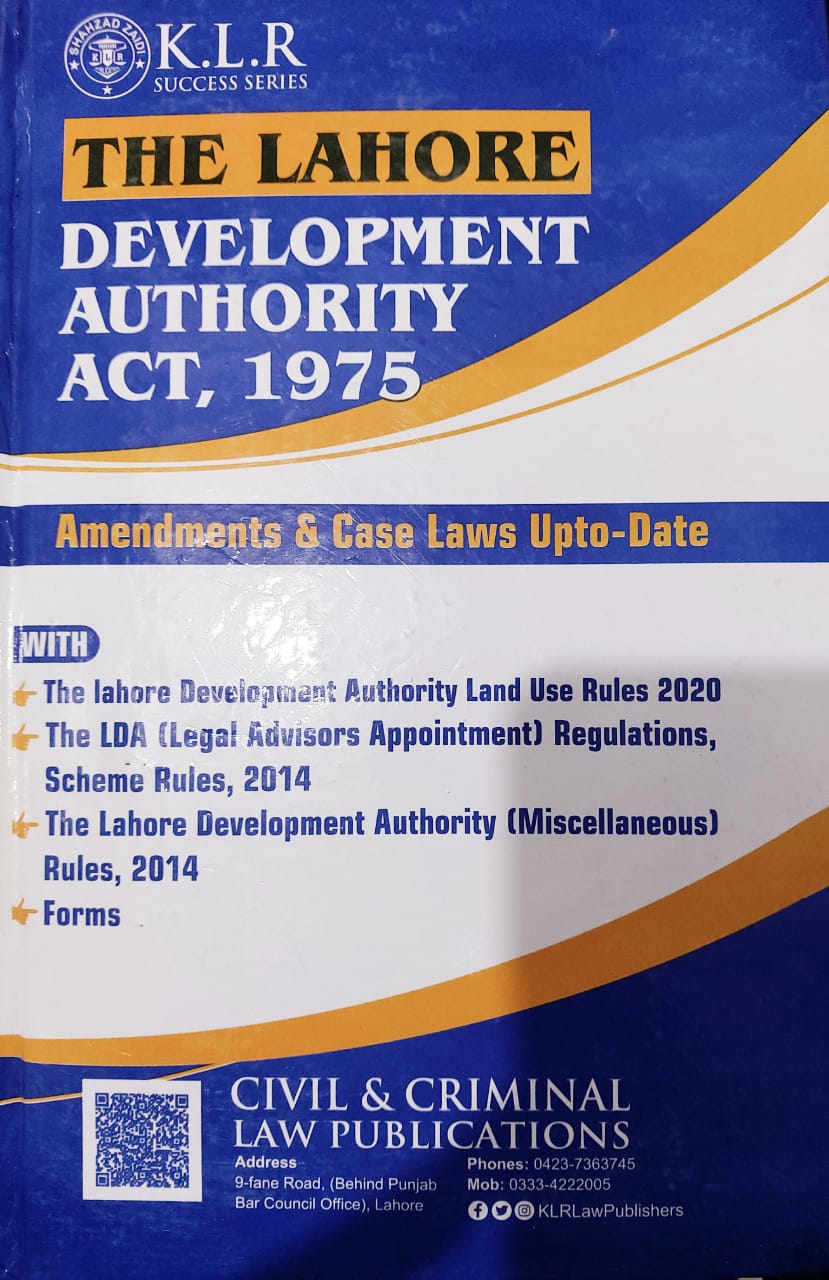 SHAHZAD ZAIDI
K L R
K.L.R
SUCCESS SERIES
THE LAHORE
DEVELOPMENT
AUTHORITY
ACT, 1975
Amendments & Case Laws Upto-Date
WITH
The lahore Development Authority Land Use Rules 2020
The LDA (Legal Advisors Appointment) Regulations,
Scheme Rules, 2014
The Lahore Development Authority (Miscellaneous)
Rules, 2014
Forms
CIVIL & CRIMINAL
LAW PUBLICATIONS
Address
9-fane Road, (Behind Punjab
Bar Council Office), Lahore
Phones: 0423-7363745
Mob: 0333-4222005
KLRLawPublishers